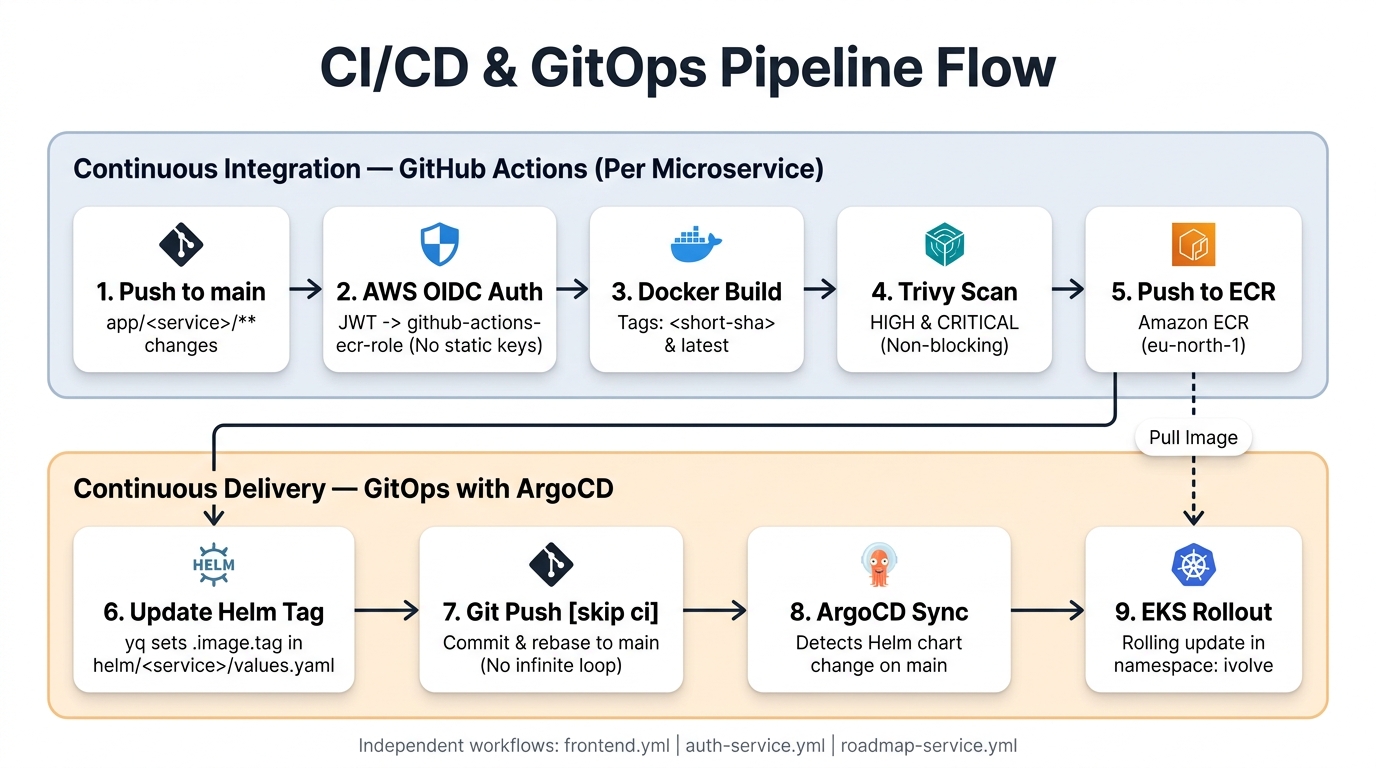 CI/CD & GitOps Pipeline Flow
Continuous Integration — GitHub Actions (Per Microservice)
1. Push to main
app/<service>/**
changes
2. AWS OIDC Auth
JWT -> github-actions-
ecr-role (No static keys)
3. Docker Build
Tags: <short-sha>
& latest
4. Trivy Scan
HIGH & CRITICAL
(Non-blocking)
5. Push to ECR
Amazon ECR
(eu-north-1)
Pull Image
Continuous Delivery — GitOps with ArgoCD
HELM
6. Update Helm Tag
yq sets .image.tag in
helm/<service>/values.yaml
7. Git Push [skip ci]
Commit & rebase to main
(No infinite loop)
8. ArgoCD Sync
Detects Helm chart
change on main
9. EKS Rollout
Rolling update in
namespace: ivolve
Independent workflows: frontend.yml | auth-service.yml | roadmap-service.yml